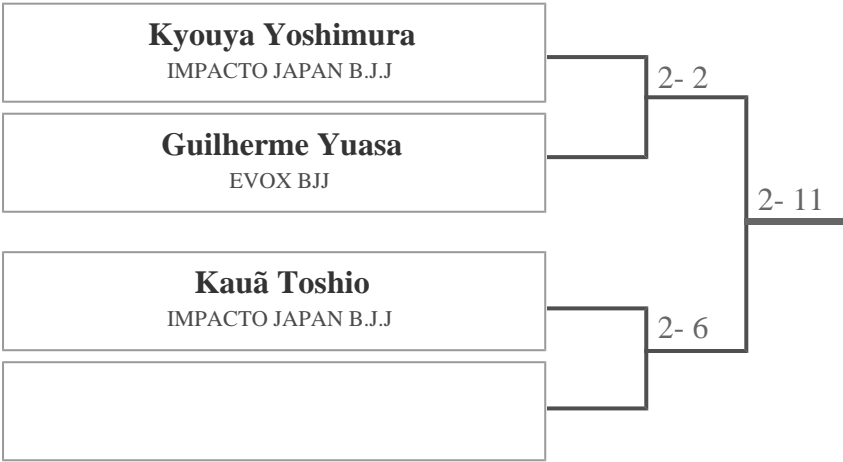 Kyouya Yoshimura
IMPACTO JAPAN B.J.J
2- 2
Guilherme Yuasa
EVOX BJJ
2- 11
Kauã Toshio
IMPACTO JAPAN B.J.J
2- 6